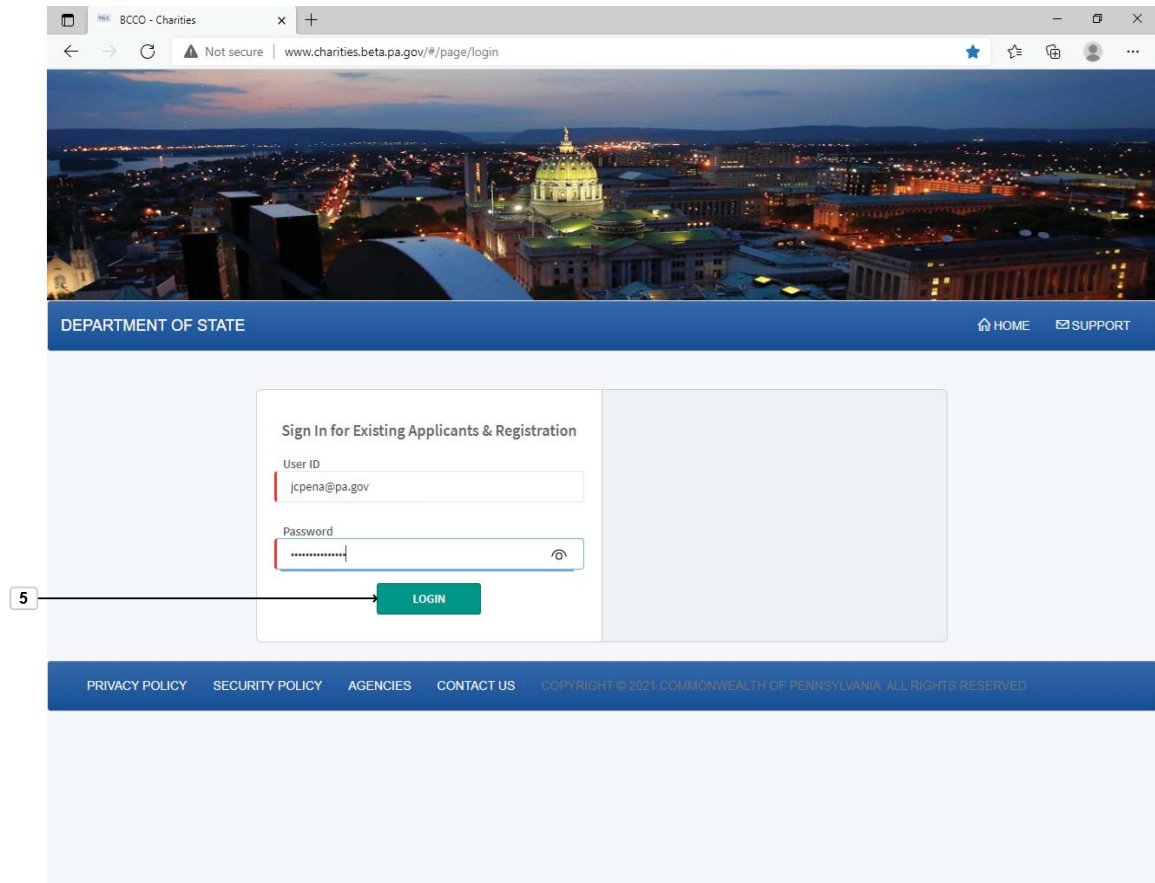 BCCO - Charities
Not secure | www.charities.beta.pa.gov/#/page/login
DEPARTMENT OF STATE
HOME
SUPPORT
Sign In for Existing Applicants & Registration
User ID
jcpena@pa.gov
Password
5
LOGIN
PRIVACY POLICY
SECURITY POLICY
AGENCIES
CONTACT US
COPYRIGHT © 2021 COMMONWEALTH OF PENNSYLVANIA. ALL RIGHTS RESERVED